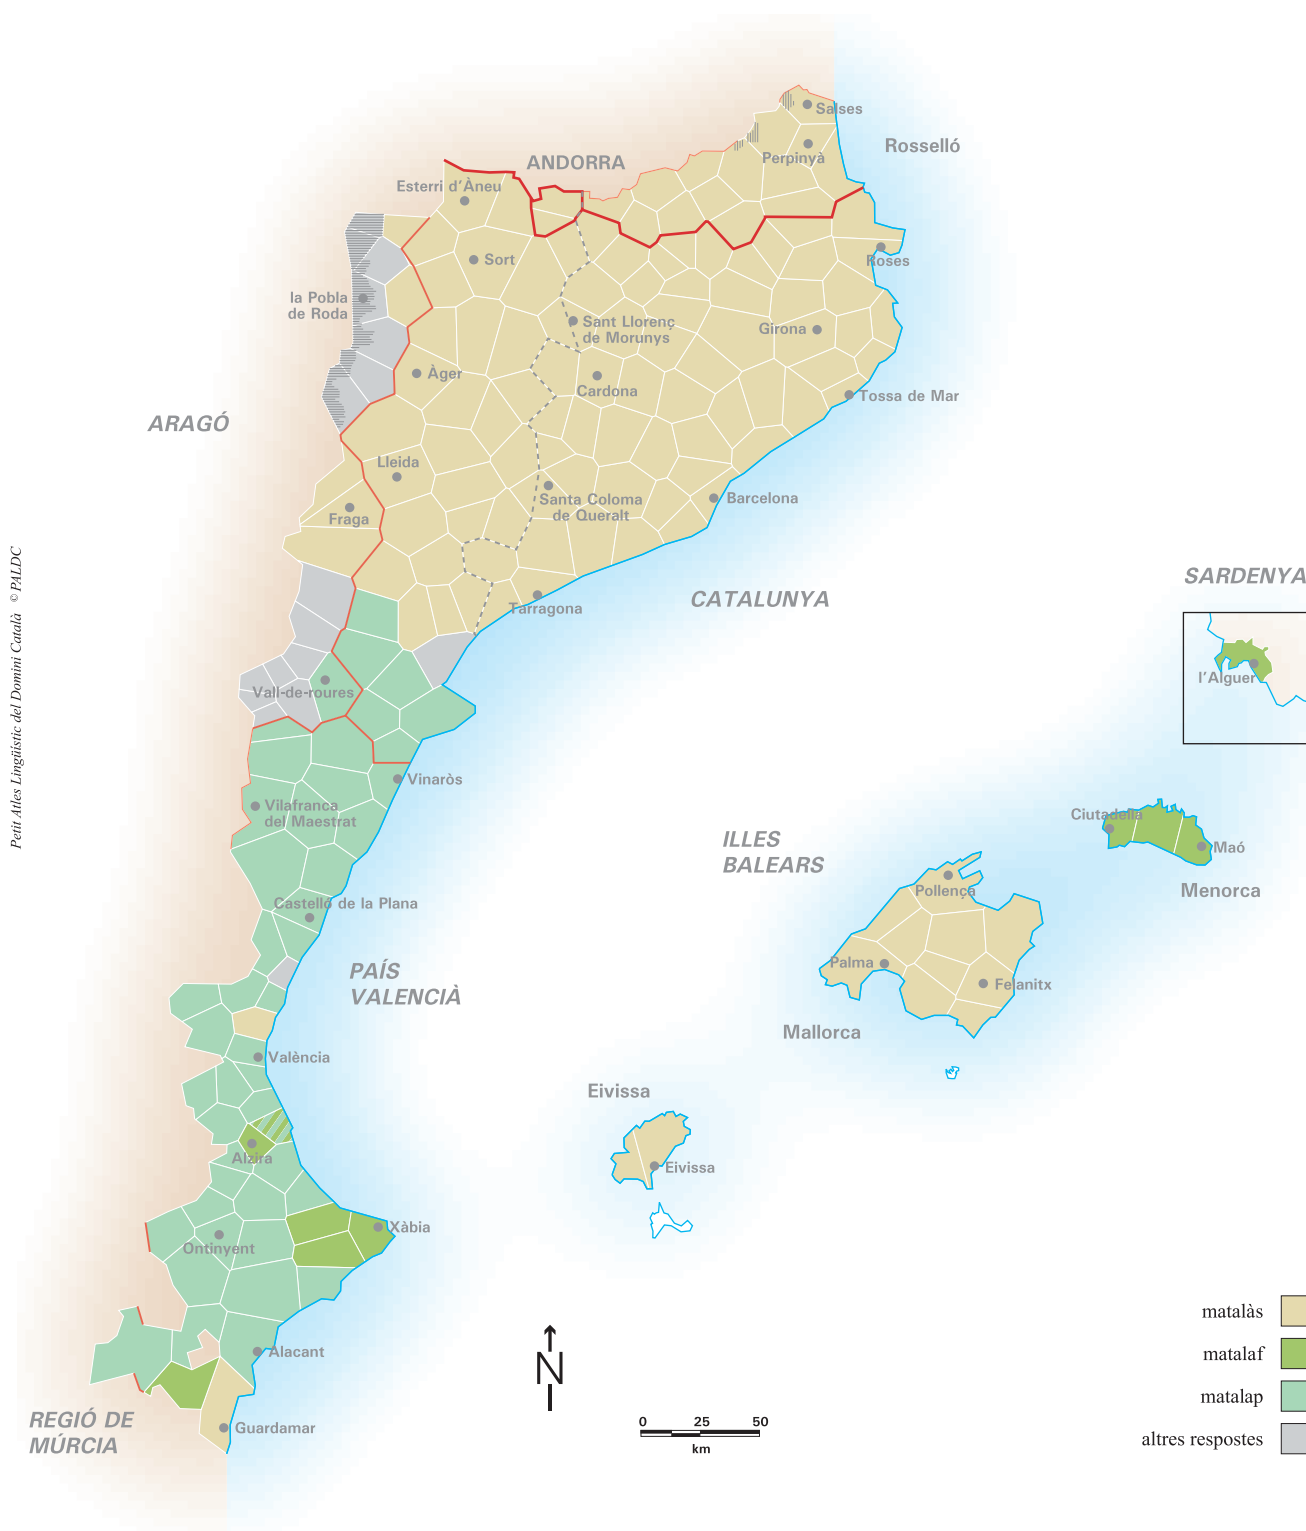 Salses
Rosselló
Perpinyà
ANDORRA
Esterri d'Àneu
Sort
Roses
la Pobla
de Roda
Sant Llorenç
de Morunys
Girona
Àger
Cardona
Tossa de Mar
ARAGÓ
Lleida
Santa Coloma
de Queralt
Barcelona
Fraga
Petit Atles Lingüístic del Domini Català © PALDC
SARDENYA
CATALUNYA
Tarragona
l'Alguer
Vall-de-roures
Vinaròs
Vilafranca
del Maestrat
Ciutadella
Maó
ILLES
BALEARS
Pollença
Menorca
Castelló de la Plana
PAÍS
VALENCIÀ
Palma
Felanitx
Mallorca
València
Eivissa
Alzira
Eivissa
Xàbia
Ontinyent
matalàs
Alacant
N
matalaf
matalap
REGIÓ DE
MÚRCIA
Guardamar
0 25 50
km
altres respostes